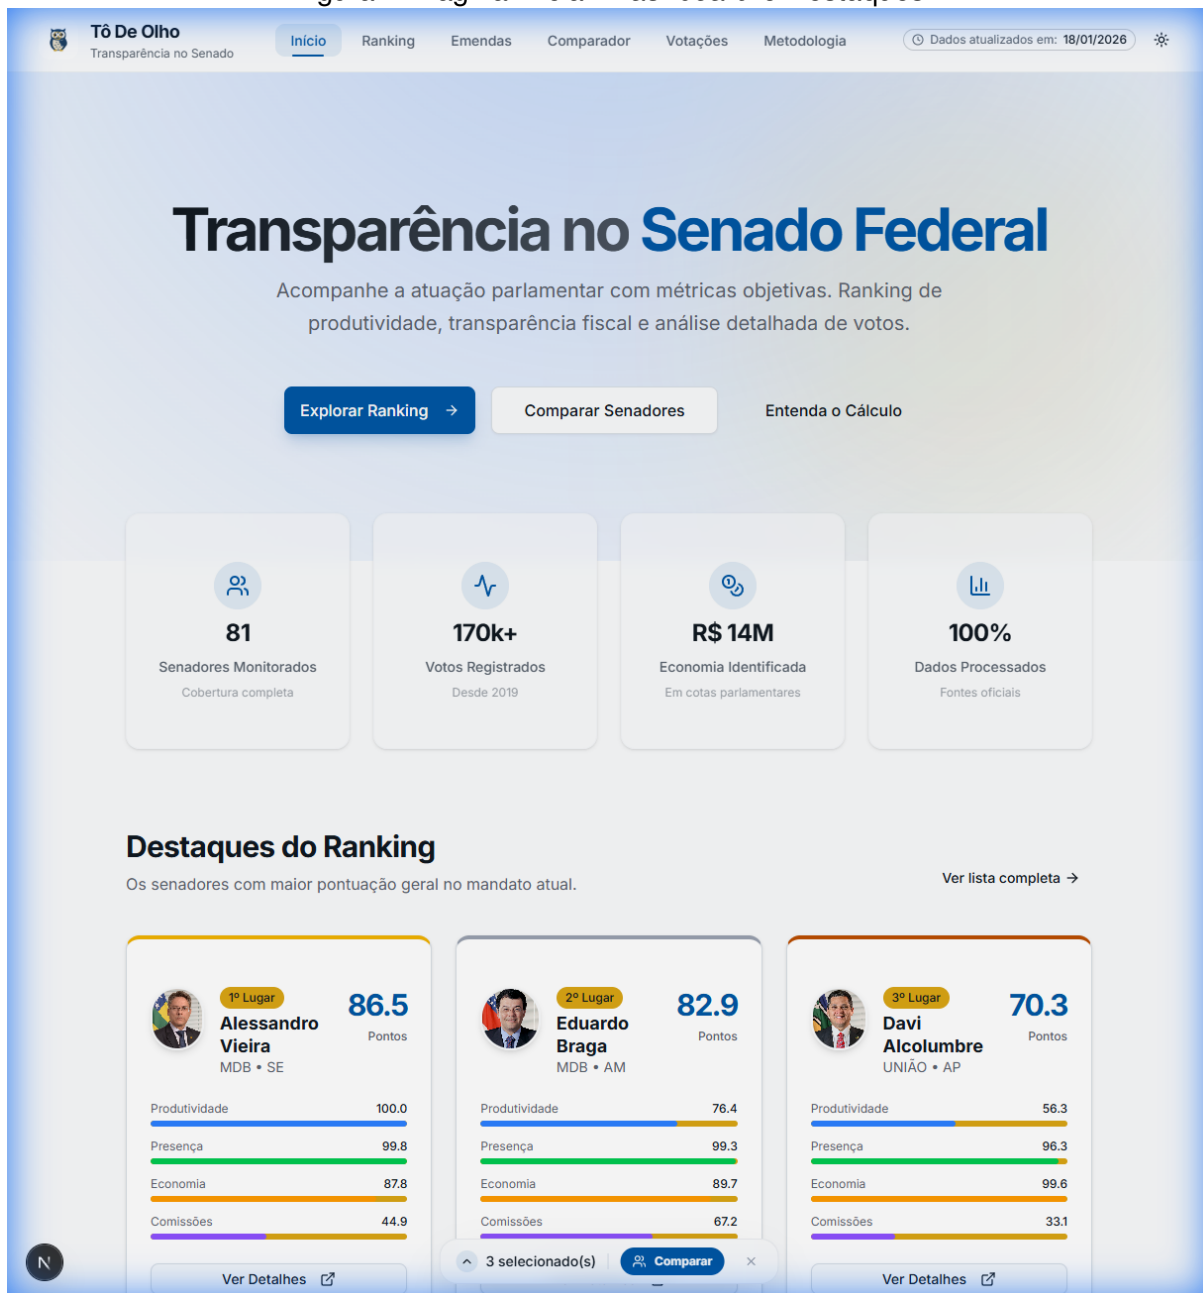 Tô De Olho
Transparência no Senado
Início
Ranking
Emendas
Comparador
Votações
Metodologia
Dados atualizados em: 18/01/2026
Transparência no Senado Federal
Acompanhe a atuação parlamentar com métricas objetivas. Ranking de
produtividade, transparência fiscal e análise detalhada de votos.
Explorar Ranking →
Comparar Senadores
Entenda o Cálculo
81
Senadores Monitorados
Cobertura completa
170k+
Votos Registrados
Desde 2019
R$ 14M
Economia Identificada
Em cotas parlamentares
100%
Dados Processados
Fontes oficiais
Destaques do Ranking
Os senadores com maior pontuação geral no mandato atual.
Ver lista completa →
1º Lugar
Alessandro
Vieira
MDB • SE
86.5
Pontos
Produtividade 100.0
Presença 99.8
Economia 87.8
Comissões 44.9
Ver Detalhes
2º Lugar
Eduardo
Braga
MDB • AM
82.9
Pontos
Produtividade 76.4
Presença 99.3
Economia 89.7
Comissões 67.2
3º Lugar
Davi
Alcolumbre
UNIÃO • AP
70.3
Pontos
Produtividade 56.3
Presença 96.3
Economia 99.6
Comissões 33.1
Ver Detalhes
3 selecionado(s)
Comparar
N